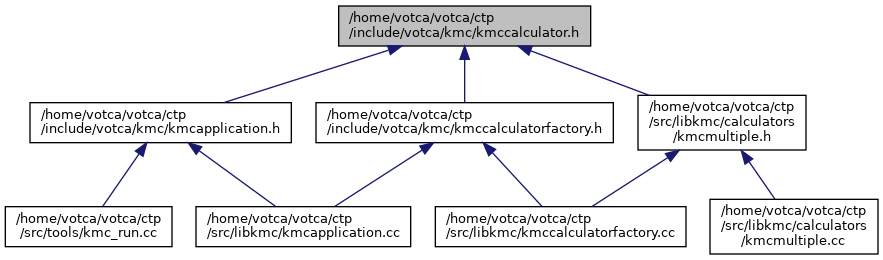 /home/votca/votca/ctp
/include/votca/kmc/kmccalculator.h
/home/votca/votca/ctp
/include/votca/kmc/kmcapplication.h
/home/votca/votca/ctp
/include/votca/kmc/kmccalculatorfactory.h
/home/votca/votca/ctp
/src/libkmc/calculators
/kmcmultiple.h
/home/votca/votca/ctp
/src/tools/kmc_run.cc
/home/votca/votca/ctp
/src/libkmc/kmcapplication.cc
/home/votca/votca/ctp
/src/libkmc/kmccalculatorfactory.cc
/home/votca/votca/ctp
/src/libkmc/calculators
/kmcmultiple.cc